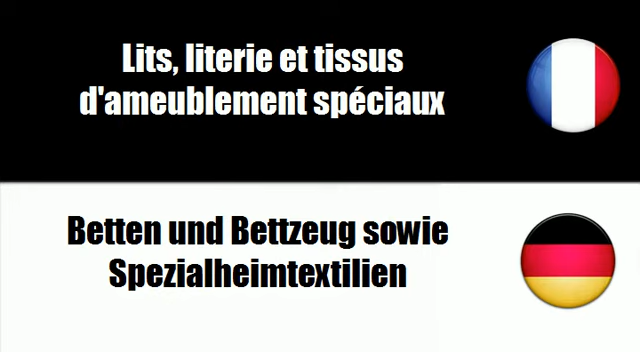 Lits, literie et tissus
d'ameublement spéciaux
Betten und Bettzeug sowie
Spezialheimtextilien